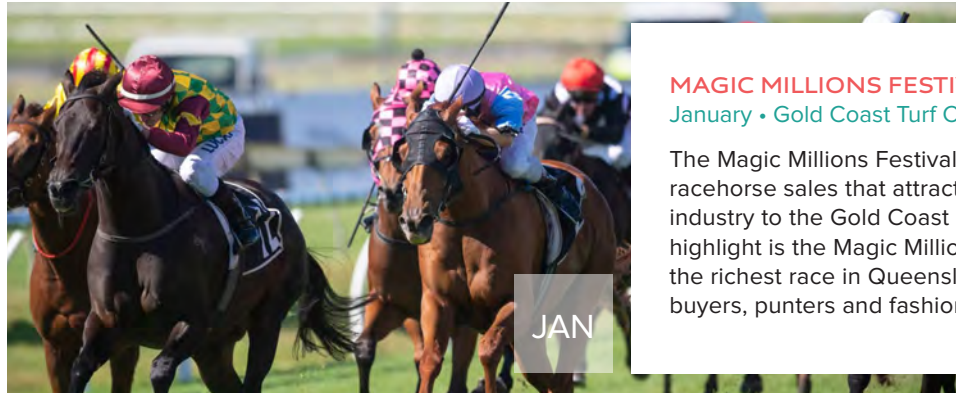 JAN
MAGIC MILLIONS FESTI
January • Gold Coast Turf C
The Magic Millions Festival
racehorse sales that attract
industry to the Gold Coast
highlight is the Magic Millio
the richest race in Queensl
buyers, punters and fashion